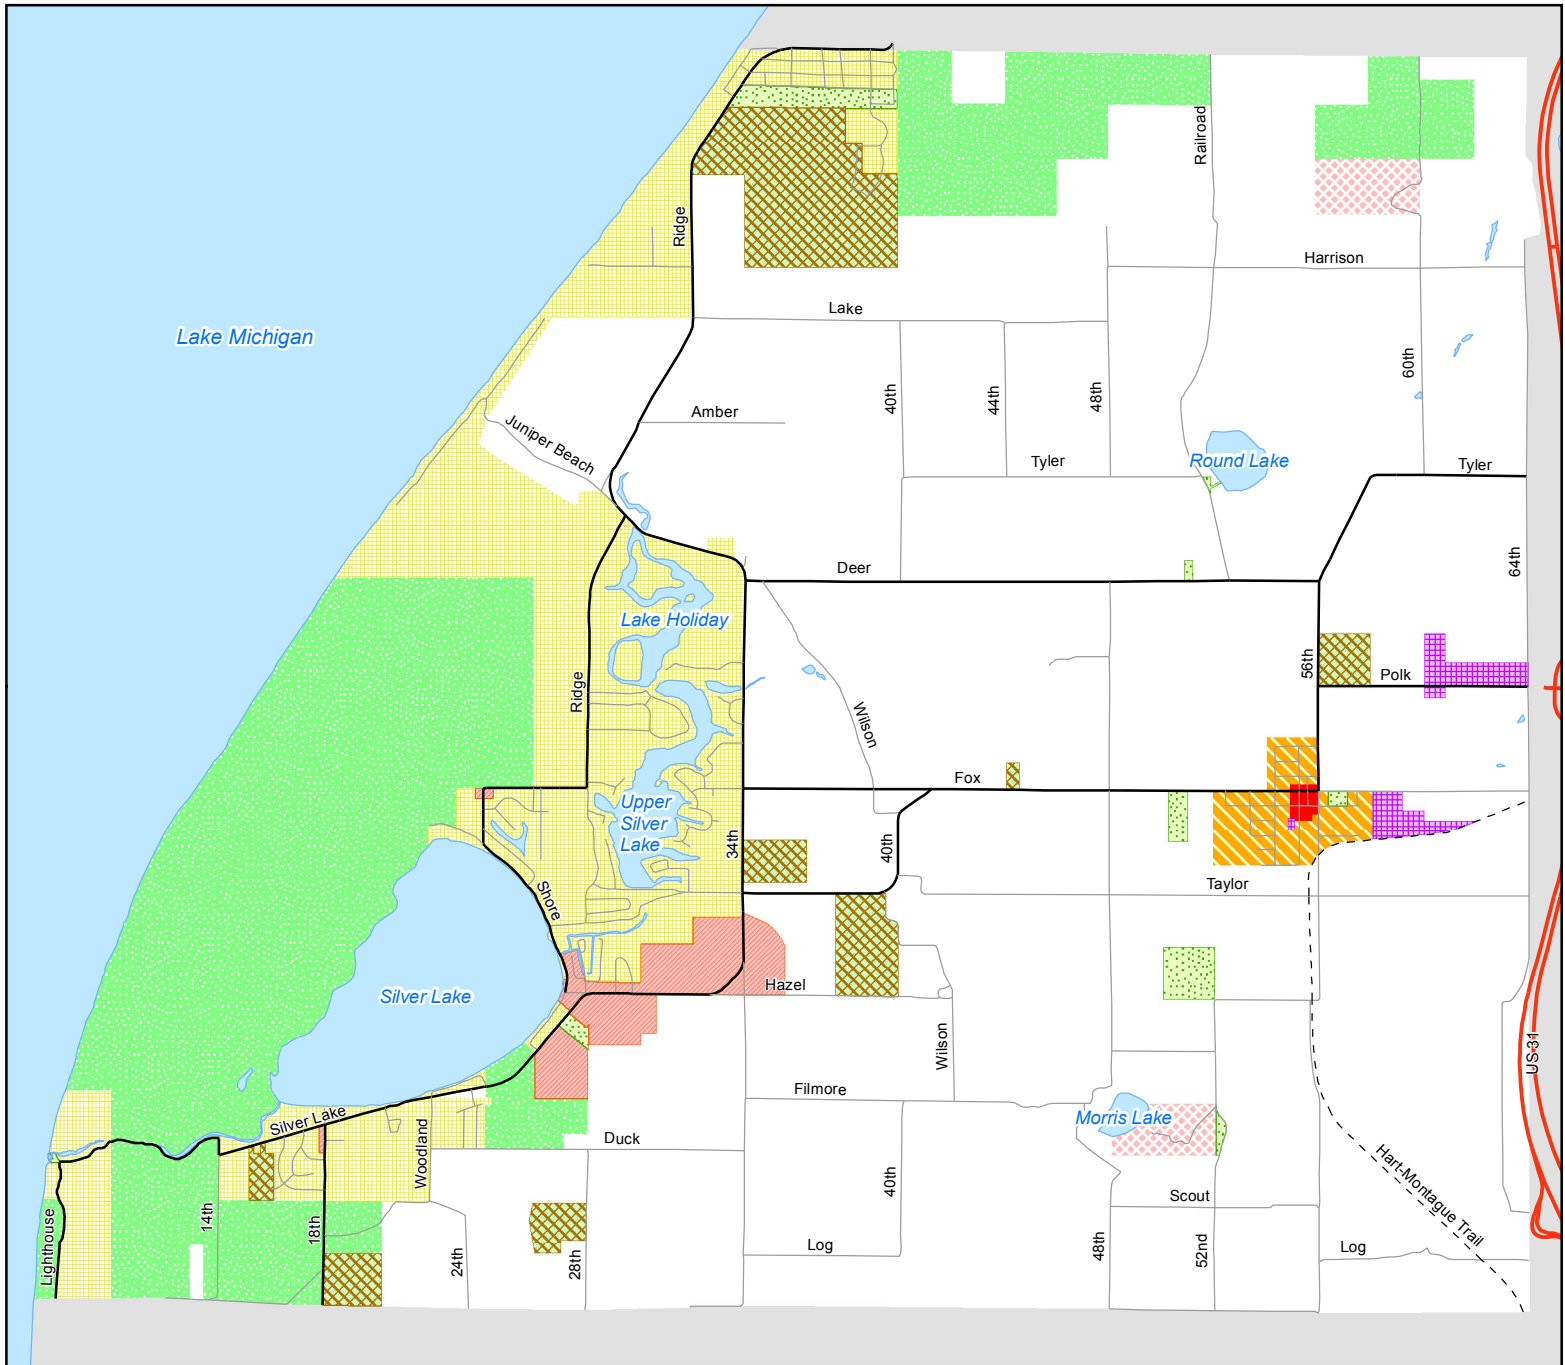 Railroad
Ridge
Harrison
Lake
Lake Michigan
60th
40th
44th
48th
Amber
Juniper Beach
Tyler
Round Lake
Tyler
Deer
64th
Lake Holiday
56th
Polk
Ridge
Wilson
Fox
Upper
Silver
Lake
34th
40th
Shore
Taylor
Hazel
Silver Lake
Wilson
US-31
Filmore
Silver Lake
Morris Lake
Duck
Woodland
Hart-Montague Trail
40th
Scout
14th
18th
Lighthouse
24th
28th
Log
48th
52nd
Log